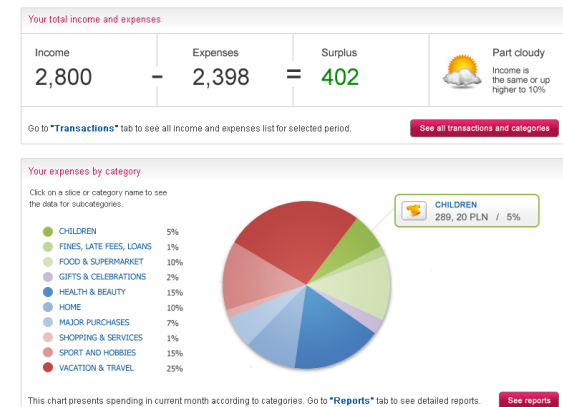 Your total income and expenses
Income Expenses Surplus Part cloudy
2,800 - 2,398 = 402
Income is
the same or up
higher to 10%
Go to "Transactions" tab to see all income and expenses list for selected period.
See all transactions and categories
Your expenses by category
Click on a slice or category name to see
the data for subcategories.
CHILDREN
289, 20 PLN / 5%
CHILDREN 5%
FINES, LATE FEES, LOANS 1%
FOOD & SUPERMARKET 10%
GIFTS & CELEBRATIONS 2%
HEALTH & BEAUTY 15%
HOME 10%
MAJOR PURCHASES 7%
SHOPPING & SERVICES 1%
SPORT AND HOBBIES 15%
VACATION & TRAVEL 25%
This chart presents spending in current month according to categories. Go to "Reports" tab to see detailed reports.
See reports